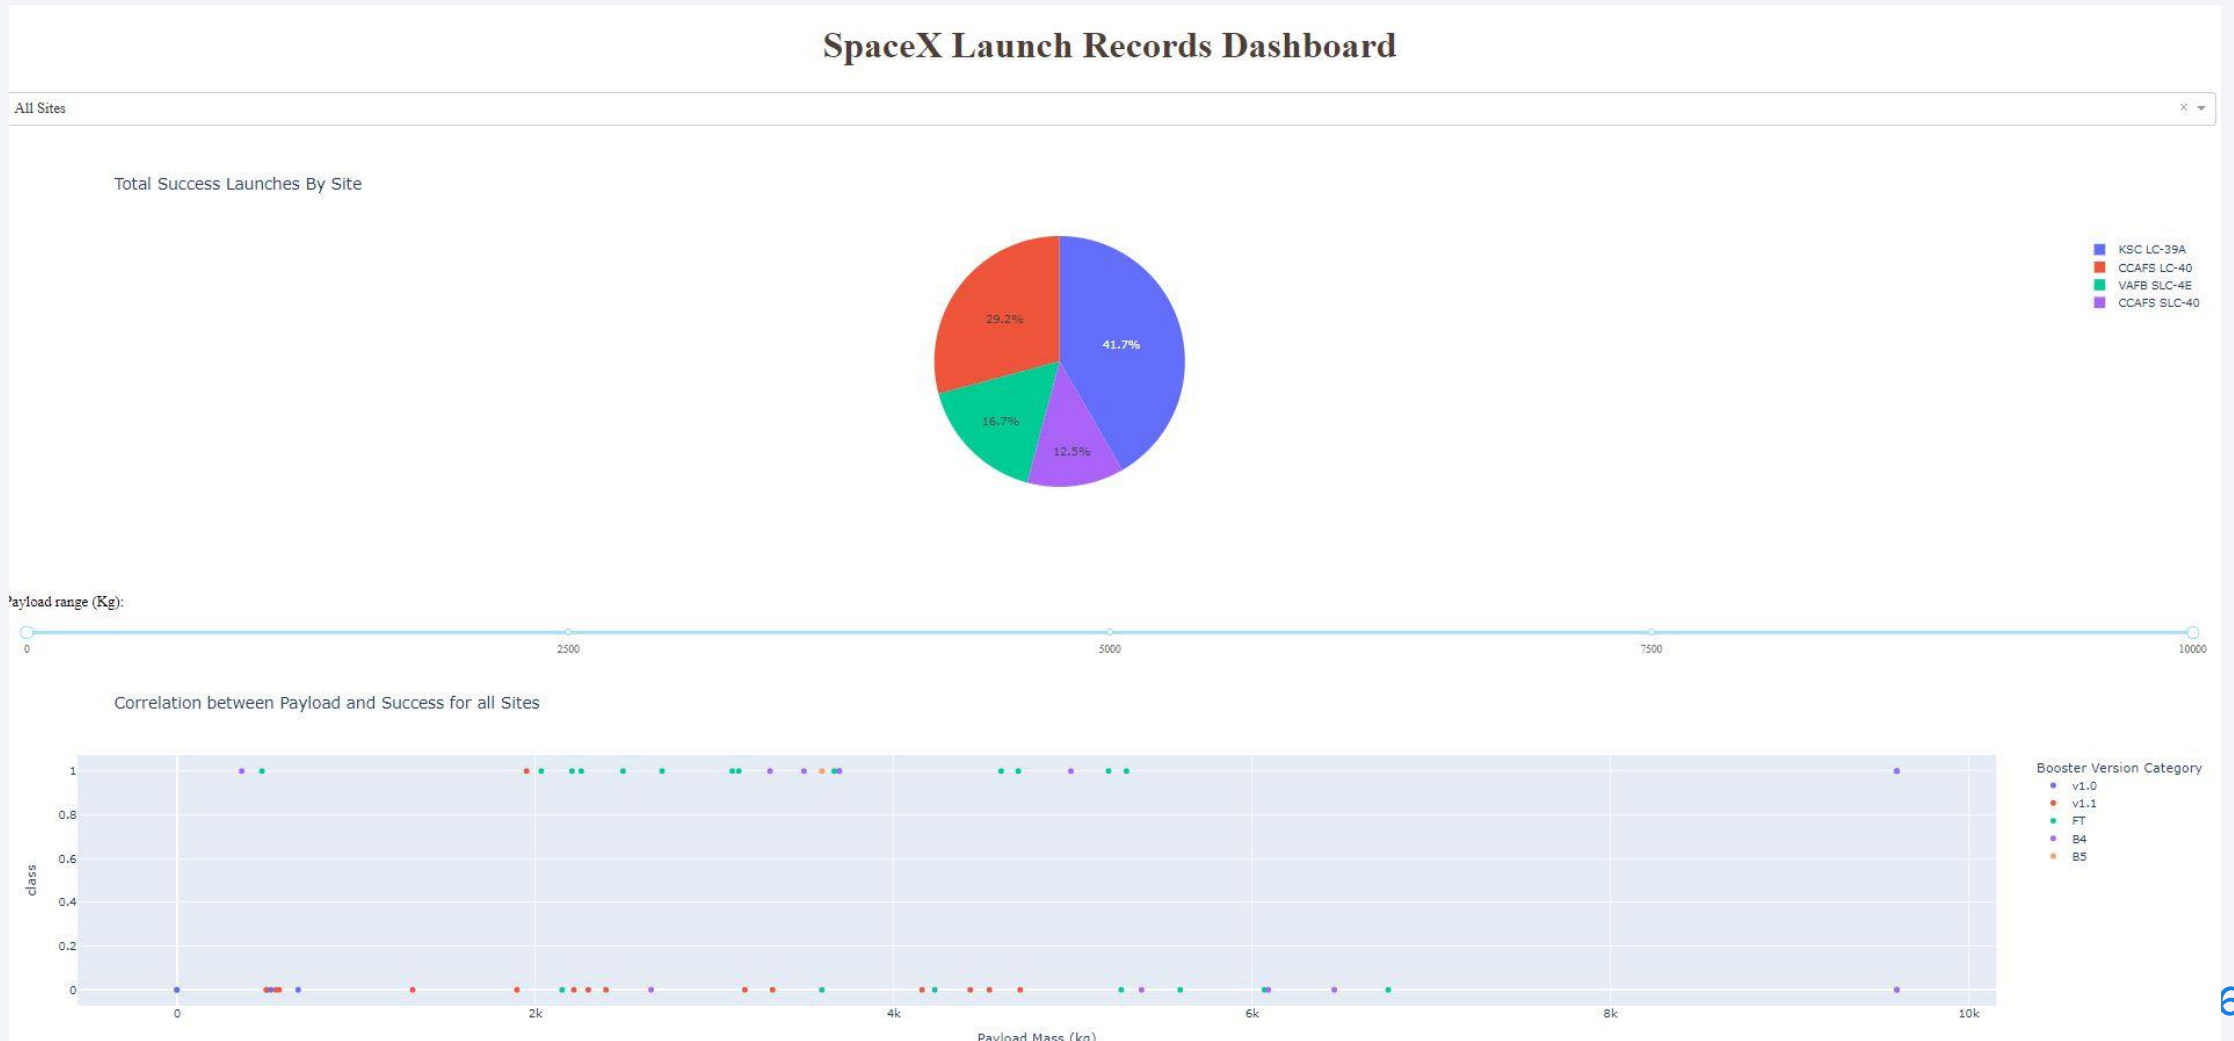 SpaceX Launch Records Dashboard
All Sites × 
Total Success Launches By Site
KSC LC-39A
CCAFS LC-40
VAFB SLC-4E
CCAFS SLC-40
29.2%
41.7%
16.7%
12.5%
Payload range (Kg):
0 2500 5000 7500 10000
Correlation between Payload and Success for all Sites
Booster Version Category
v1.0
v1.1
FT
B4
B5
class
1
0.8
0.6
0.4
0.2
0
0 2k 4k 6k 8k 10k
Payload Mass (kg)
6